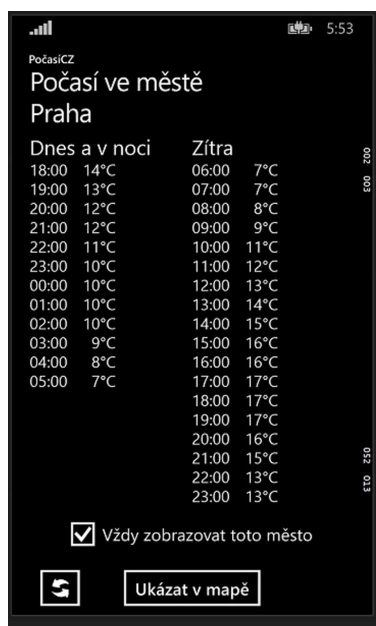 5:53
PočasíCZ
Počasí ve městě
Praha
Dnes a v noci
18:00 14°C
19:00 13°C
20:00 12°C
21:00 12°C
22:00 11°C
23:00 10°C
00:00 10°C
01:00 10°C
02:00 10°C
03:00 9°C
04:00 8°C
05:00 7°C
Zítra
06:00 7°C
07:00 7°C
08:00 8°C
09:00 9°C
10:00 11°C
11:00 12°C
12:00 13°C
13:00 14°C
14:00 15°C
15:00 16°C
16:00 16°C
17:00 17°C
18:00 17°C
19:00 17°C
20:00 16°C
21:00 15°C
22:00 13°C
23:00 13°C
002 003
052 013
Vždy zobrazovat toto město
Ukázat v mapě